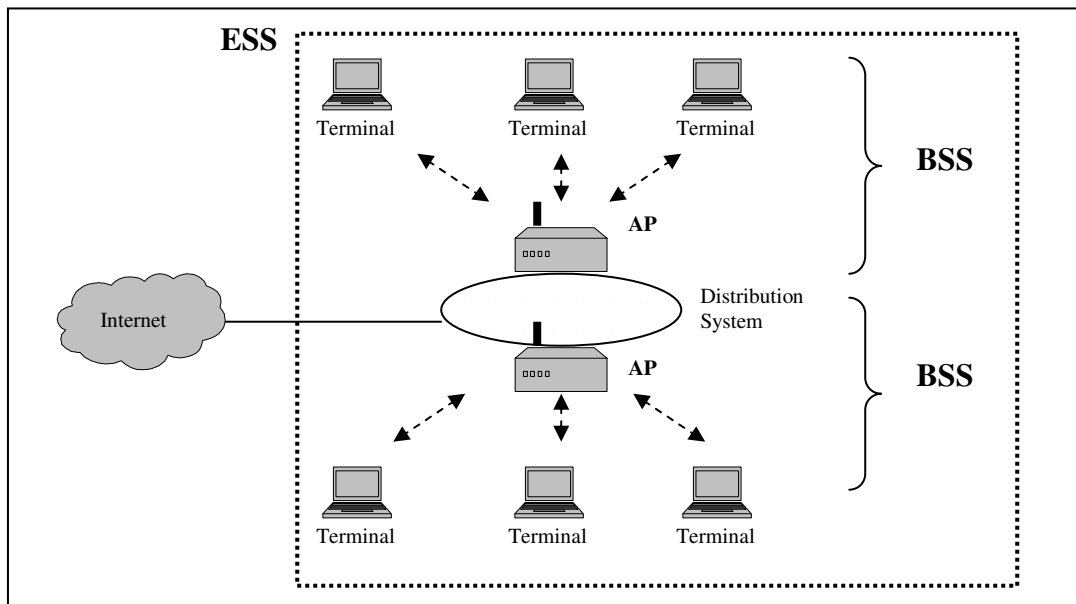 ESS
Terminal
Terminal
Terminal
BSS
AP
Distribution
System
Internet
AP
BSS
Terminal
Terminal
Terminal